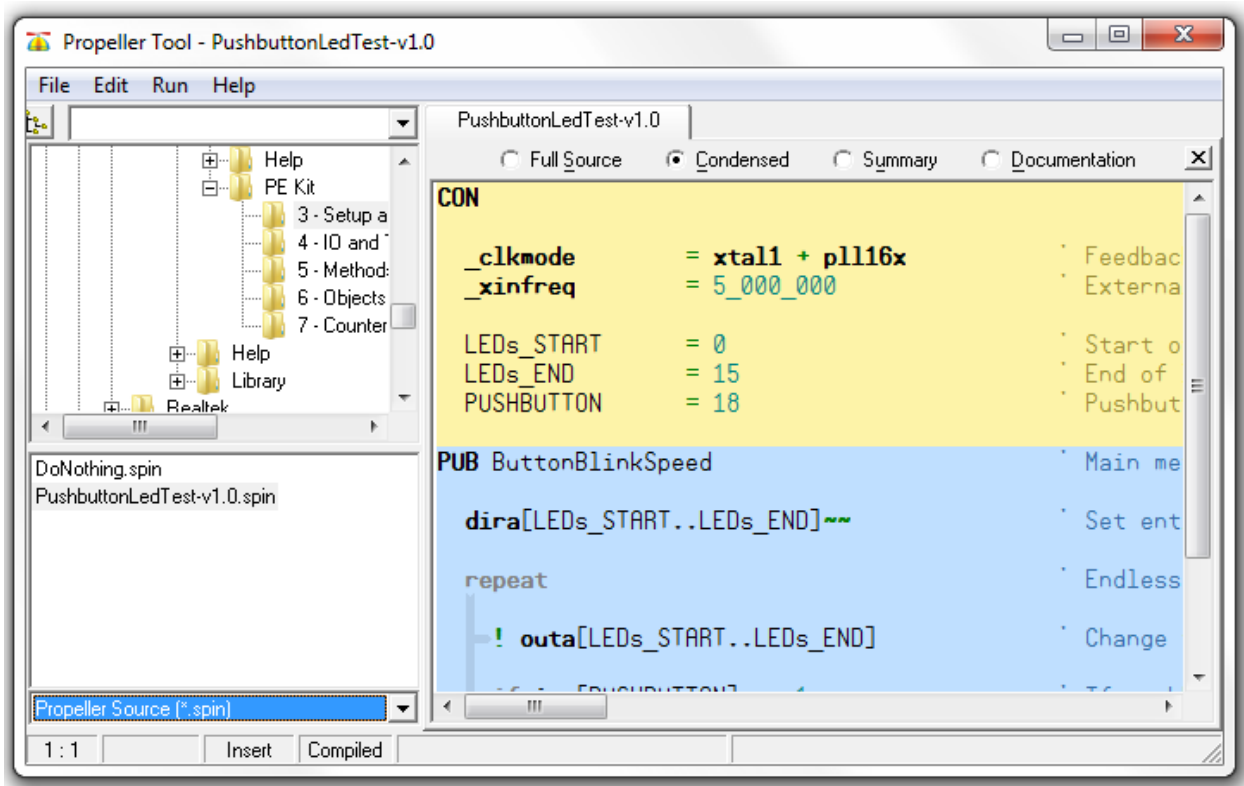 Propeller Tool - PushbuttonLedTest-v1.0
File Edit Run Help
Help
PE Kit
3 - Setup a
4 - IO and
5 - Method
6 - Objects
7 - Counter
Help
Library
Realtek
DoNothing.spin
PushbuttonLedTest-v1.0.spin
Propeller Source (*.spin)
PushbuttonLedTest-v1.0
Full Source Condensed Summary Documentation
CON
_clkmode = xtal1 + pll16x ' Feedbac
_xinfreq = 5_000_000 ' Externa
LEDs_START = 0 ' Start o
LEDs_END = 15 ' End of
PUSHBUTTON = 18 ' Pushbut
PUB ButtonBlinkSpeed ' Main me
dira[LEDs_START..LEDs_END]~~ ' Set ent
repeat ' Endless
! outa[LEDs_START..LEDs_END] ' Change
1 : 1 Insert Compiled